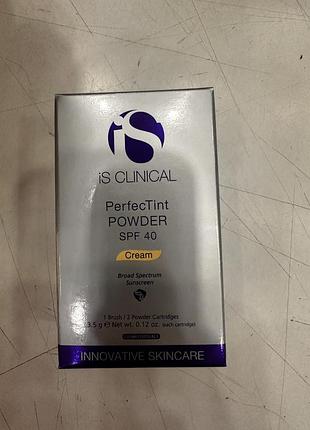 iS
iS CLINICAL
PerfecTint
POWDER
SPF 40
Cream
Broad Spectrum
Sunscreen
1 Brush / 2 Powder Cartridges
3.5 g ℮ Net wt. 0.12 oz. (each cartridge)
INNOVATIVE SKINCARE